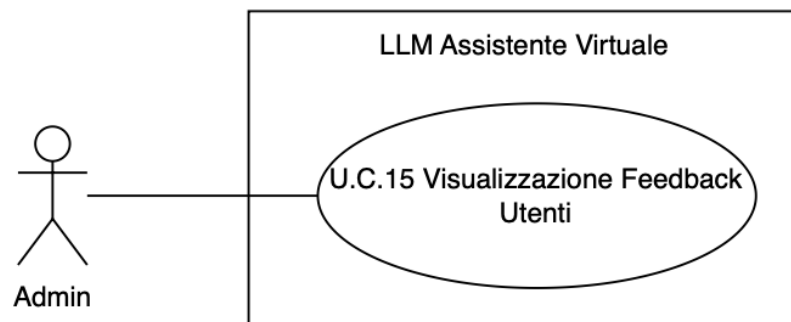 LLM Assistente Virtuale
U.C.15 Visualizzazione Feedback
Utenti
Admin